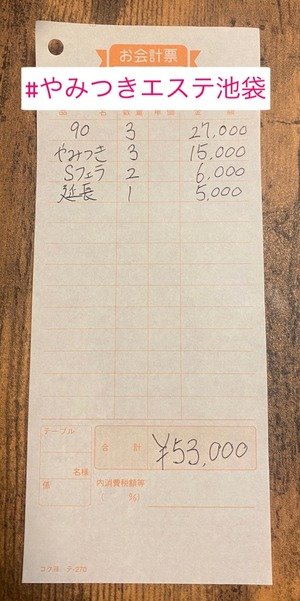 お会計票
#やみつきエステ池袋
品 名 数量 単価 金 額
90 3 27,000
やみつき 3 15,000
Sフェラ 2 6,000
延長 1 5,000
テーブル
名様
係
合 計 ¥53,000
内消費税額等
( %)
コクヨ テ-270